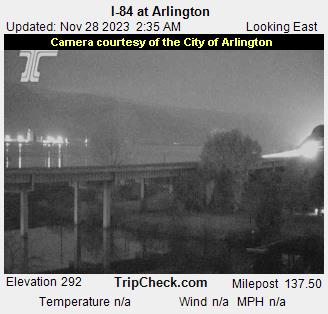 I-84 at Arlington
Updated: Nov 28 2023 2:35 AM Looking East
Camera courtesy of the City of Arlington
Elevation 292 TripCheck.com Milepost 137.50
Temperature n/a Wind n/a MPH n/a